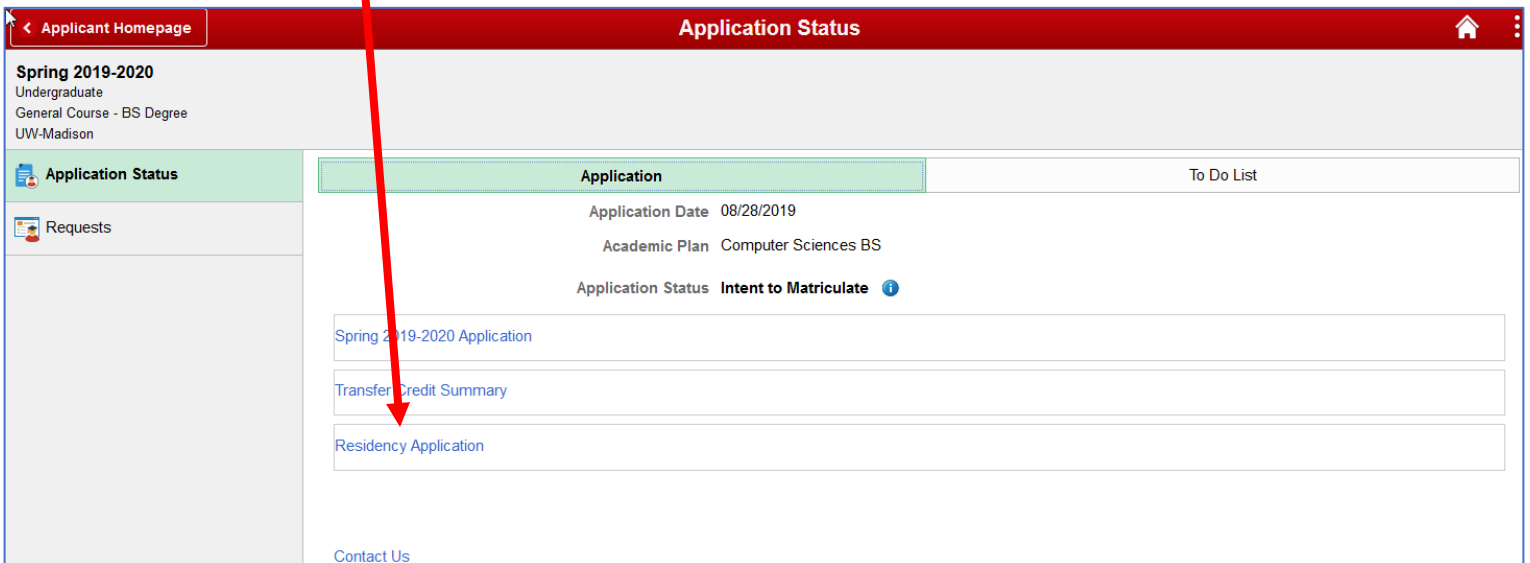 Applicant Homepage
Application Status
Spring 2019-2020
Undergraduate
General Course - BS Degree
UW-Madison
Application Status
Requests
Application
To Do List
Application Date 08/28/2019
Academic Plan Computer Sciences BS
Application Status Intent to Matriculate
Spring 2019-2020 Application
Transfer Credit Summary
Residency Application
Contact Us